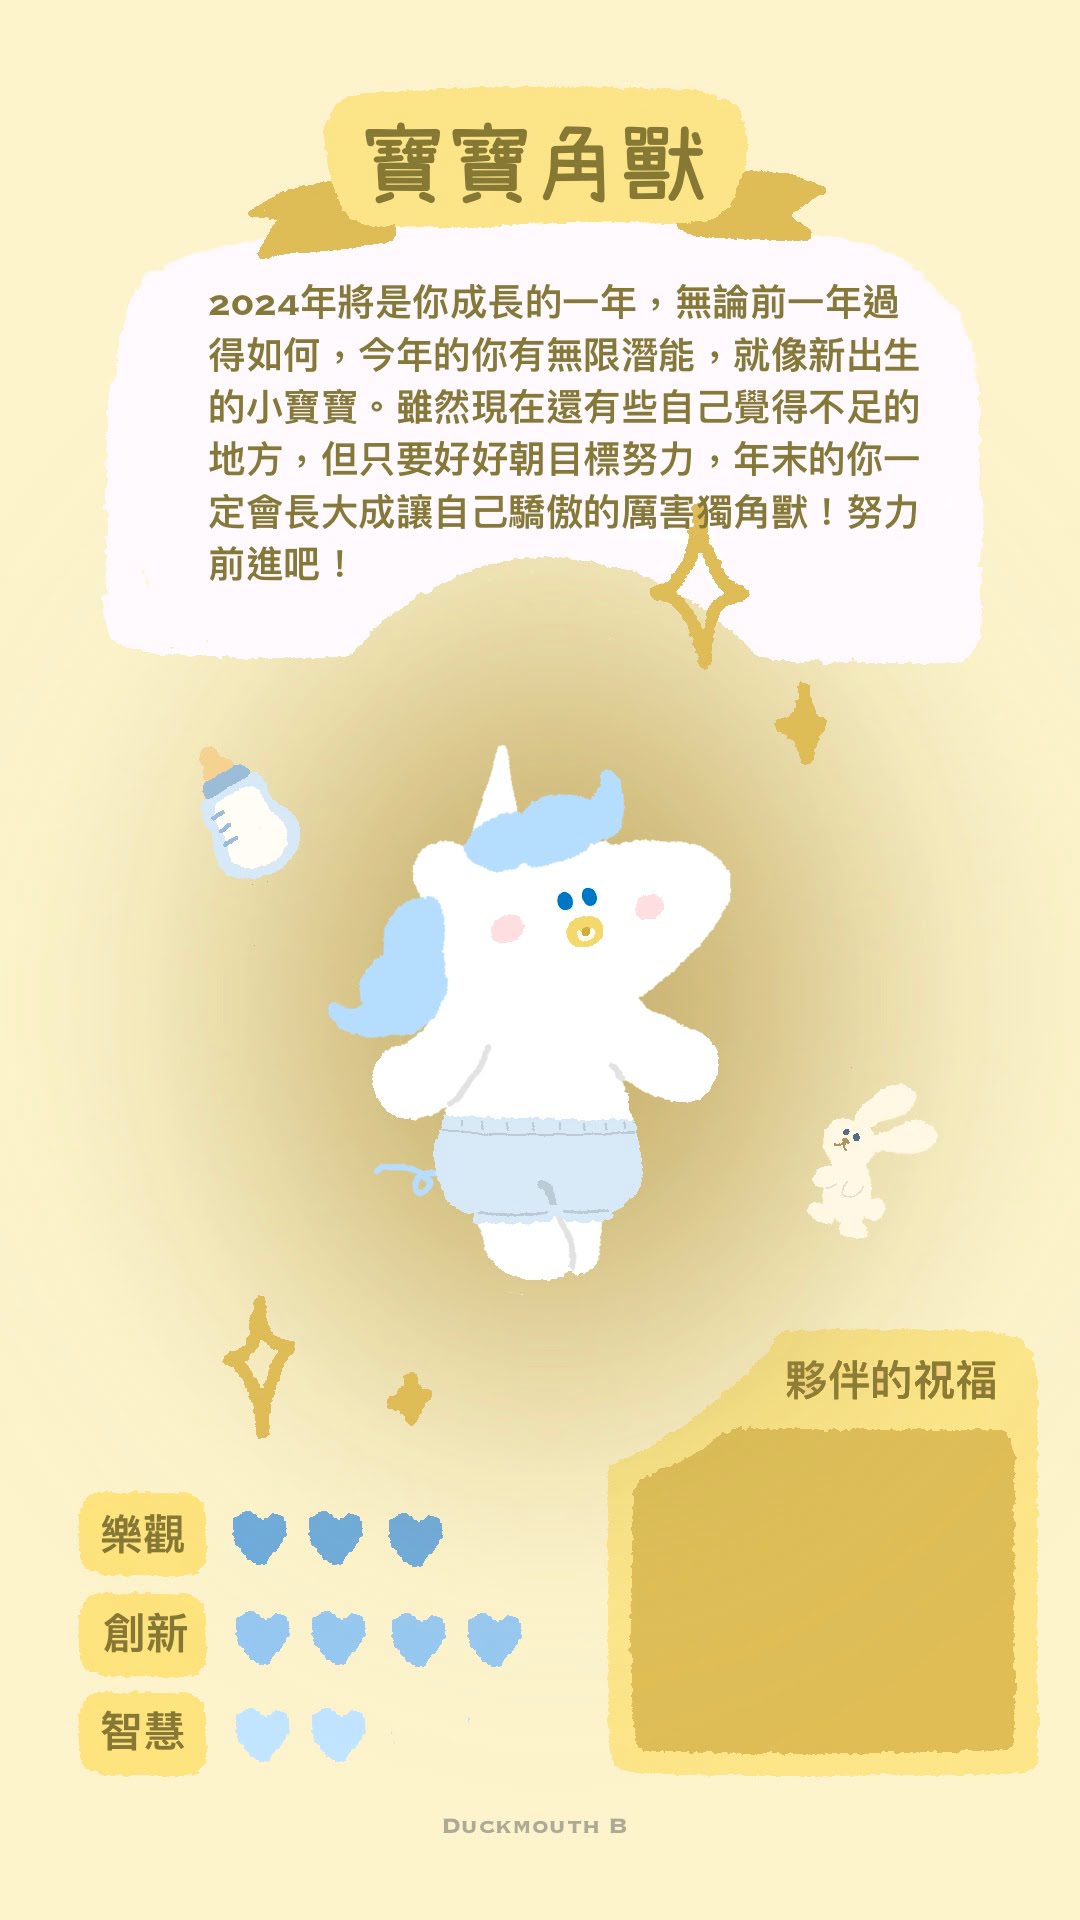 寶寶角獸
2024年將是你成長的一年，無論前一年過
得如何，今年的你有無限潛能，就像新出生
的小寶寶。雖然現在還有些自己覺得不足的
地方，但只要好好朝目標努力，年末的你一
定會長大成讓自己驕傲的厲害獨角獸！努力
前進吧！
夥伴的祝福
樂觀
創新
智慧
DUCKMOUTH B